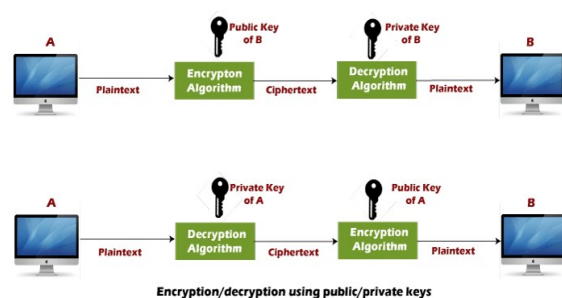 Public Key
of B
Private Key
of B
A
B
Encrypton
Algorithm
Decryption
Algorithm
Plaintext
Ciphertext
Plaintext
Private Key
of A
Public Key
of A
A
B
Decryption
Algorithm
Encryption
Algorithm
Plaintext
Ciphertext
Plaintext
Encryption/decryption using public/private keys